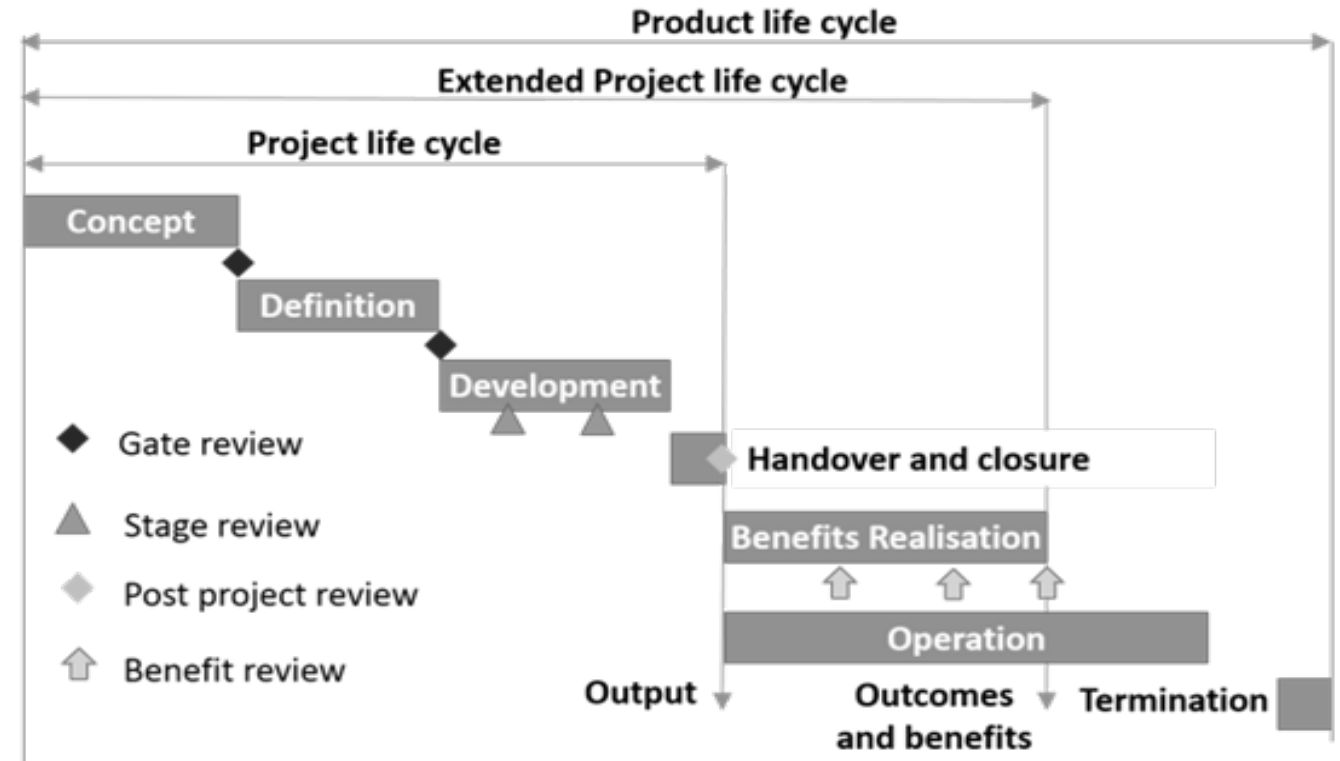 Product life cycle
Extended Project life cycle
Project life cycle
Concept
Definition
Development
Gate review
Handover and closure
Stage review
Benefits Realisation
Post project review
Operation
Benefit review
Output
Outcomes
and benefits
Termination